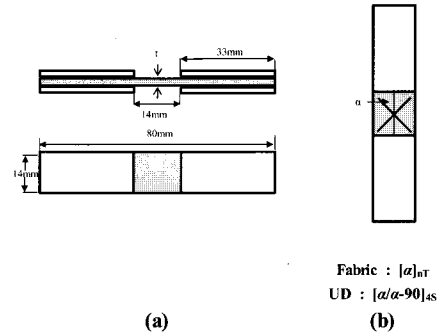 t
33mm
14mm
80mm
14mm
(a)
α
Fabric : [α]nT
UD : [α/α-90]4S
(b)